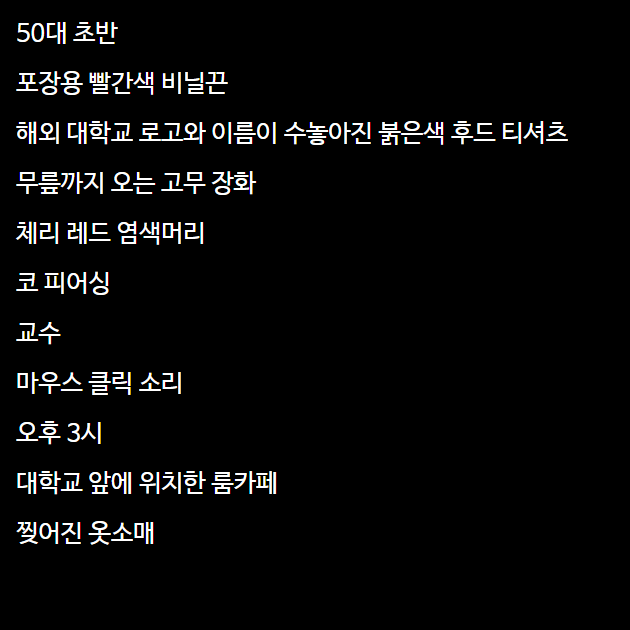 50대 초반
포장용 빨간색 비닐끈
해외 대학교 로고와 이름이 수놓아진 붉은색 후드 티셔츠
무릎까지 오는 고무 장화
체리 레드 염색머리
코 피어싱
교수
마우스 클릭 소리
오후 3시
대학교 앞에 위치한 룸카페
찢어진 옷소매